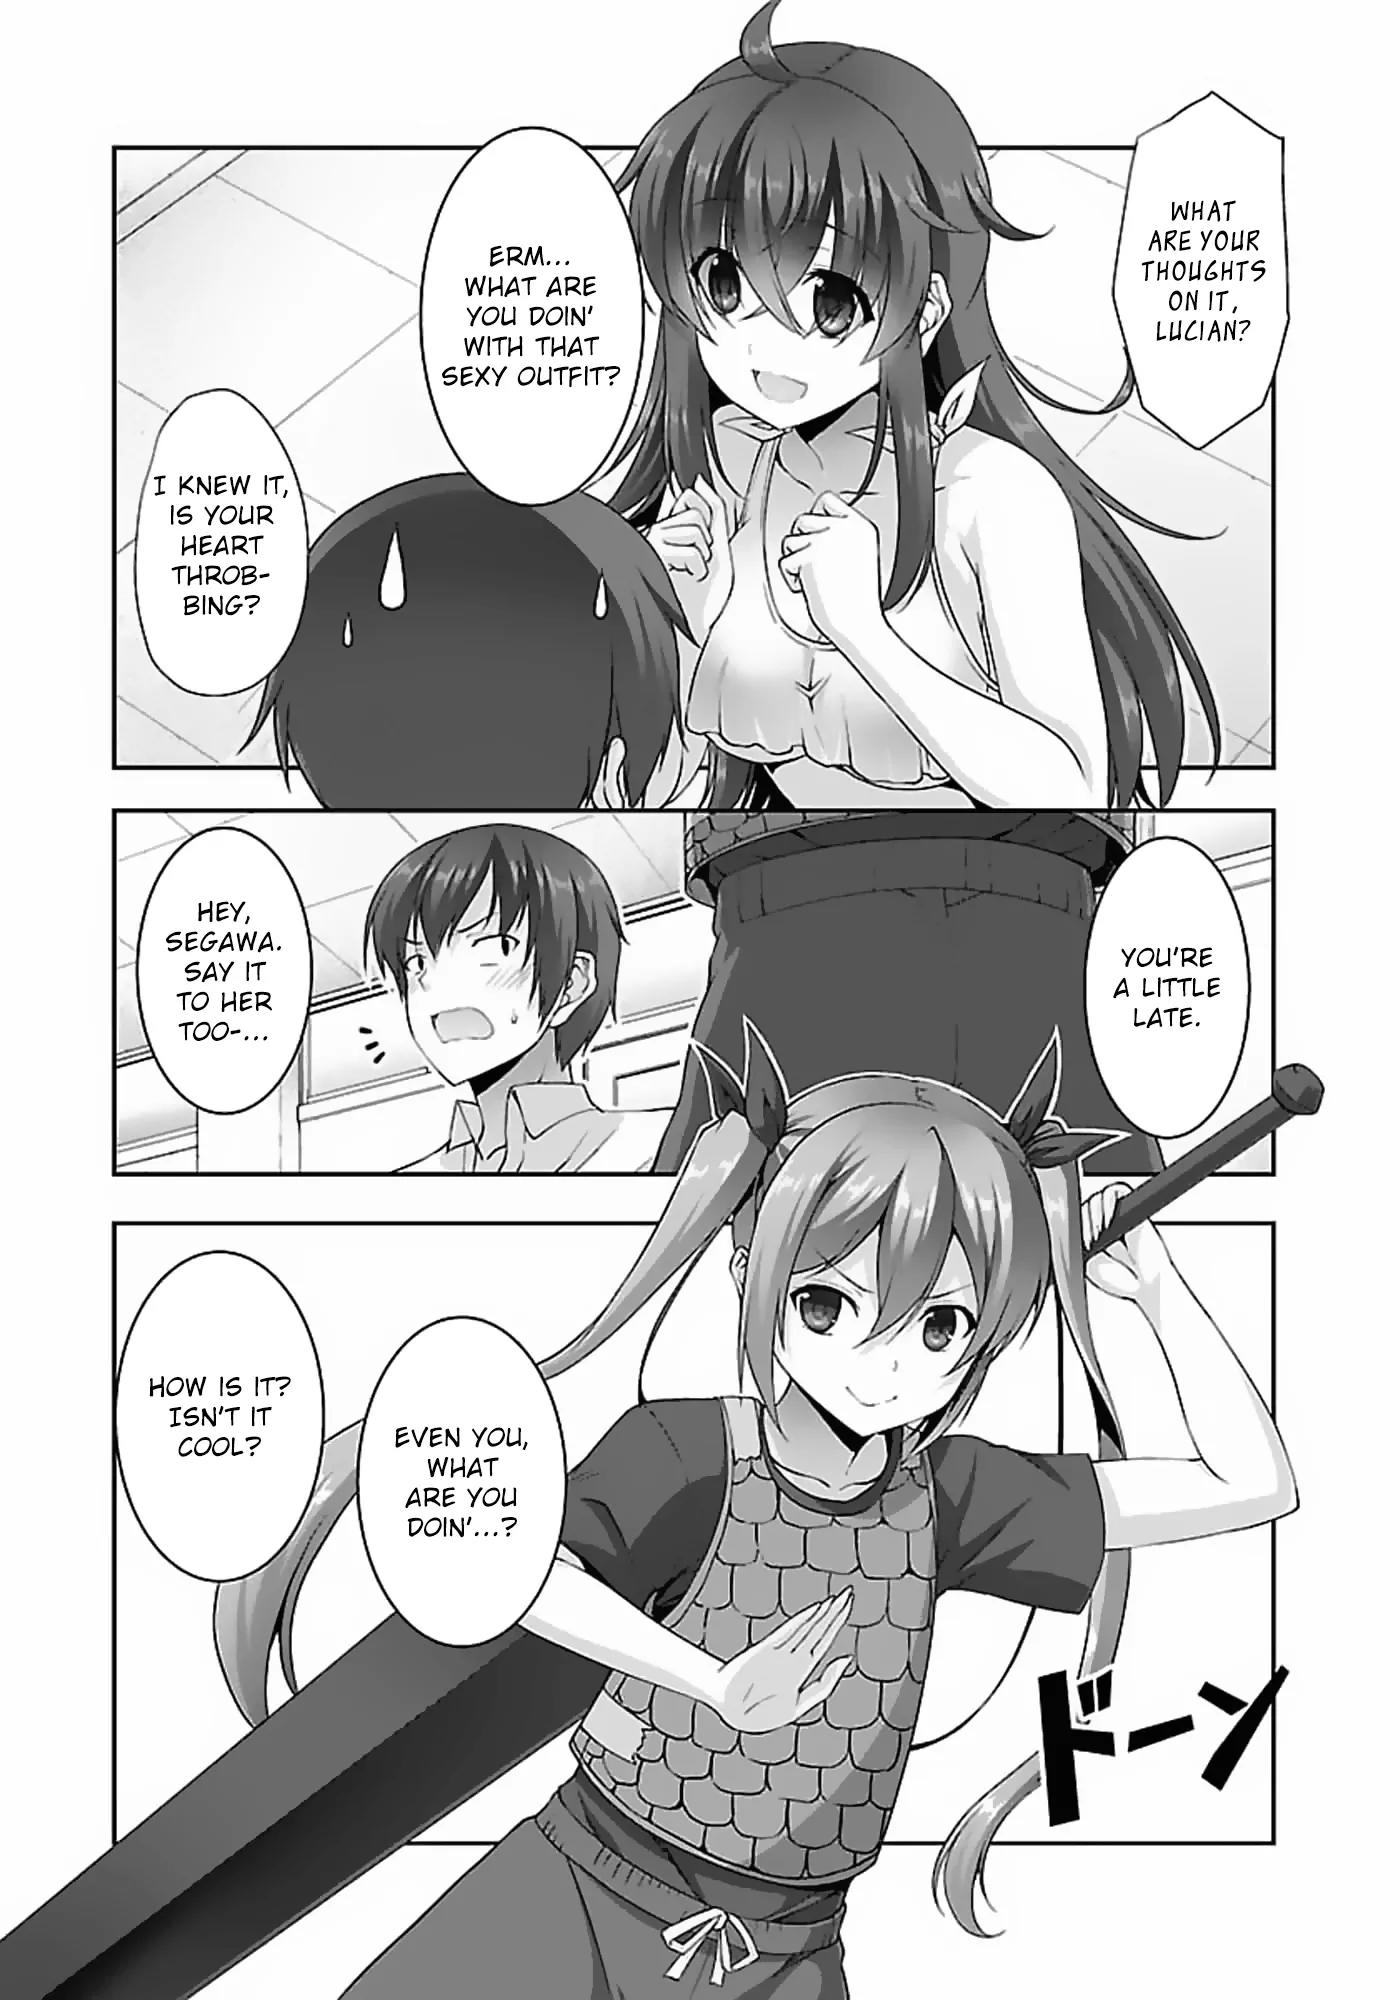 WHAT
ARE YOUR
THOUGHTS
ON IT,
LUCIAN?
ERM...
WHAT ARE
YOU DOIN'
WITH THAT
SEXY OUTFIT?
I KNEW IT,
IS YOUR
HEART
THROB-
BING?
YOU'RE
A LITTLE
LATE.
HEY,
SEGAWA.
SAY IT
TO HER
TOO-...
EVEN YOU,
WHAT
ARE YOU
DOIN'...?
HOW IS IT?
ISN'T IT
COOL?
ドーン